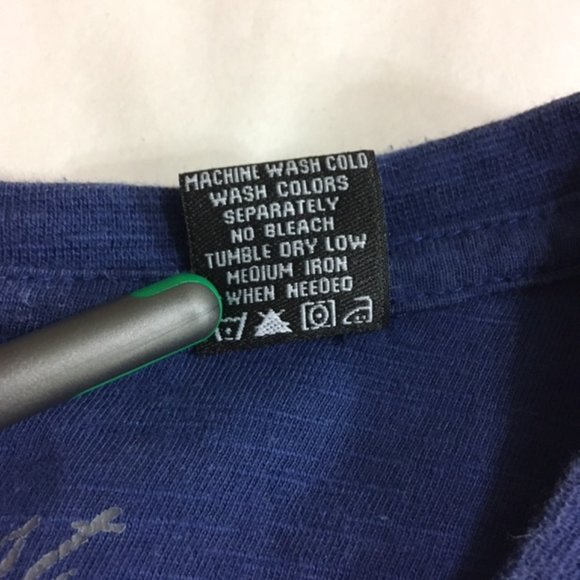 MACHINE WASH COLD
WASH COLORS
SEPARATELY
NO BLEACH
TUMBLE DRY LOW
MEDIUM IRON
WHEN NEEDED